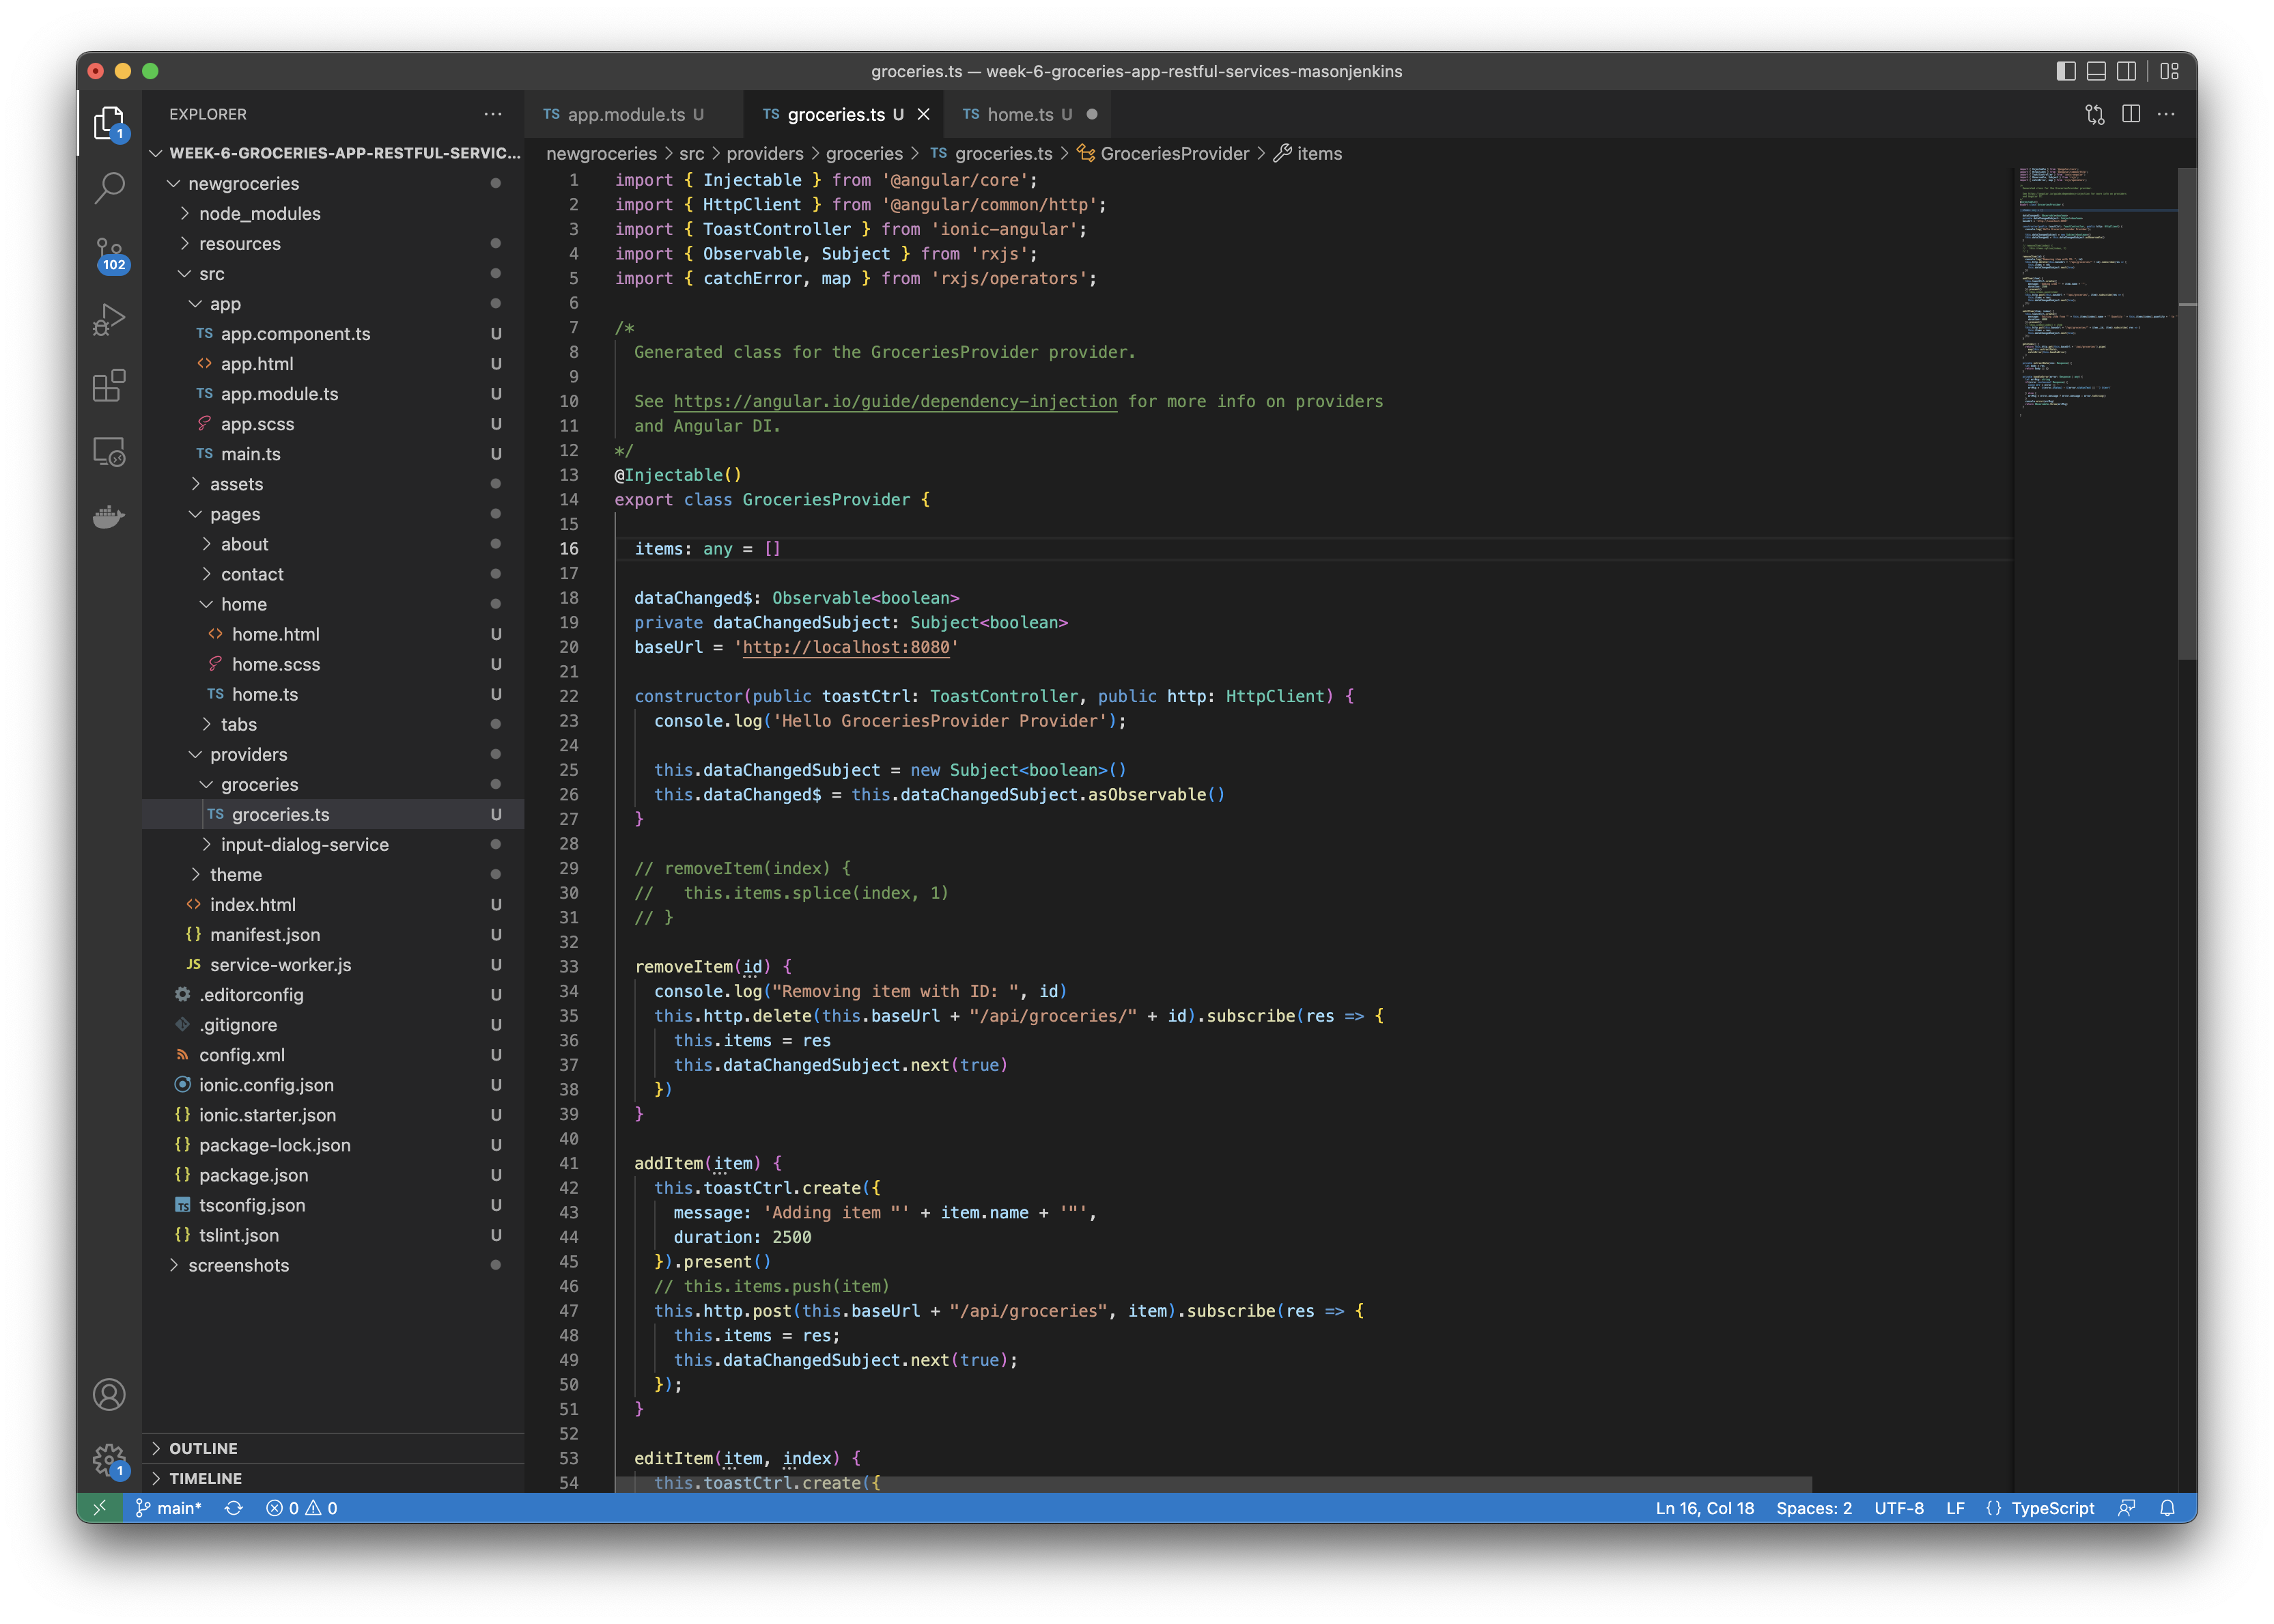 groceries.ts — week-6-groceries-app-restful-services-masonjenkins
EXPLORER
TS app.module.ts U
TS groceries.ts U
TS home.ts U
newgroceries > src > providers > groceries > TS groceries.ts > GroceriesProvider > items
1
102
WEEK-6-GROCERIES-APP-RESTFUL-SERVIC...
newgroceries
node_modules
resources
src
app
TS app.component.ts U
<> app.html U
TS app.module.ts U
app.scss U
TS main.ts U
assets
pages
about
contact
home
<> home.html U
home.scss U
TS home.ts U
tabs
providers
groceries
TS groceries.ts U
input-dialog-service
theme
<> index.html U
{} manifest.json U
JS service-worker.js U
.editorconfig U
.gitignore U
config.xml U
ionic.config.json U
{} ionic.starter.json U
{} package-lock.json U
{} package.json U
TS tsconfig.json U
{} tslint.json U
screenshots
OUTLINE
TIMELINE
1
1 import { Injectable } from '@angular/core';
2 import { HttpClient } from '@angular/common/http';
3 import { ToastController } from 'ionic-angular';
4 import { Observable, Subject } from 'rxjs';
5 import { catchError, map } from 'rxjs/operators';
6
7 /*
8 Generated class for the GroceriesProvider provider.
9
10 See https://angular.io/guide/dependency-injection for more info on providers
11 and Angular DI.
12 */
13 @Injectable()
14 export class GroceriesProvider {
15
16 items: any = []
17
18 dataChanged$: Observable<boolean>
19 private dataChangedSubject: Subject<boolean>
20 baseUrl = 'http://localhost:8080'
21
22 constructor(public toastCtrl: ToastController, public http: HttpClient) {
23 console.log('Hello GroceriesProvider Provider');
24
25 this.dataChangedSubject = new Subject<boolean>()
26 this.dataChanged$ = this.dataChangedSubject.asObservable()
27 }
28
29 // removeItem(index) {
30 // this.items.splice(index, 1)
31 // }
32
33 removeItem(id) {
34 console.log("Removing item with ID: ", id)
35 this.http.delete(this.baseUrl + "/api/groceries/" + id).subscribe(res => {
36 this.items = res
37 this.dataChangedSubject.next(true)
38 })
39 }
40
41 addItem(item) {
42 this.toastCtrl.create({
43 message: 'Adding item "' + item.name + '"',
44 duration: 2500
45 }).present()
46 // this.items.push(item)
47 this.http.post(this.baseUrl + "/api/groceries", item).subscribe(res => {
48 this.items = res;
49 this.dataChangedSubject.next(true);
50 });
51 }
52
53 editItem(item, index) {
54 this.toastCtrl.create({
main* 0 0
Ln 16, Col 18 Spaces: 2 UTF-8 LF {} TypeScript